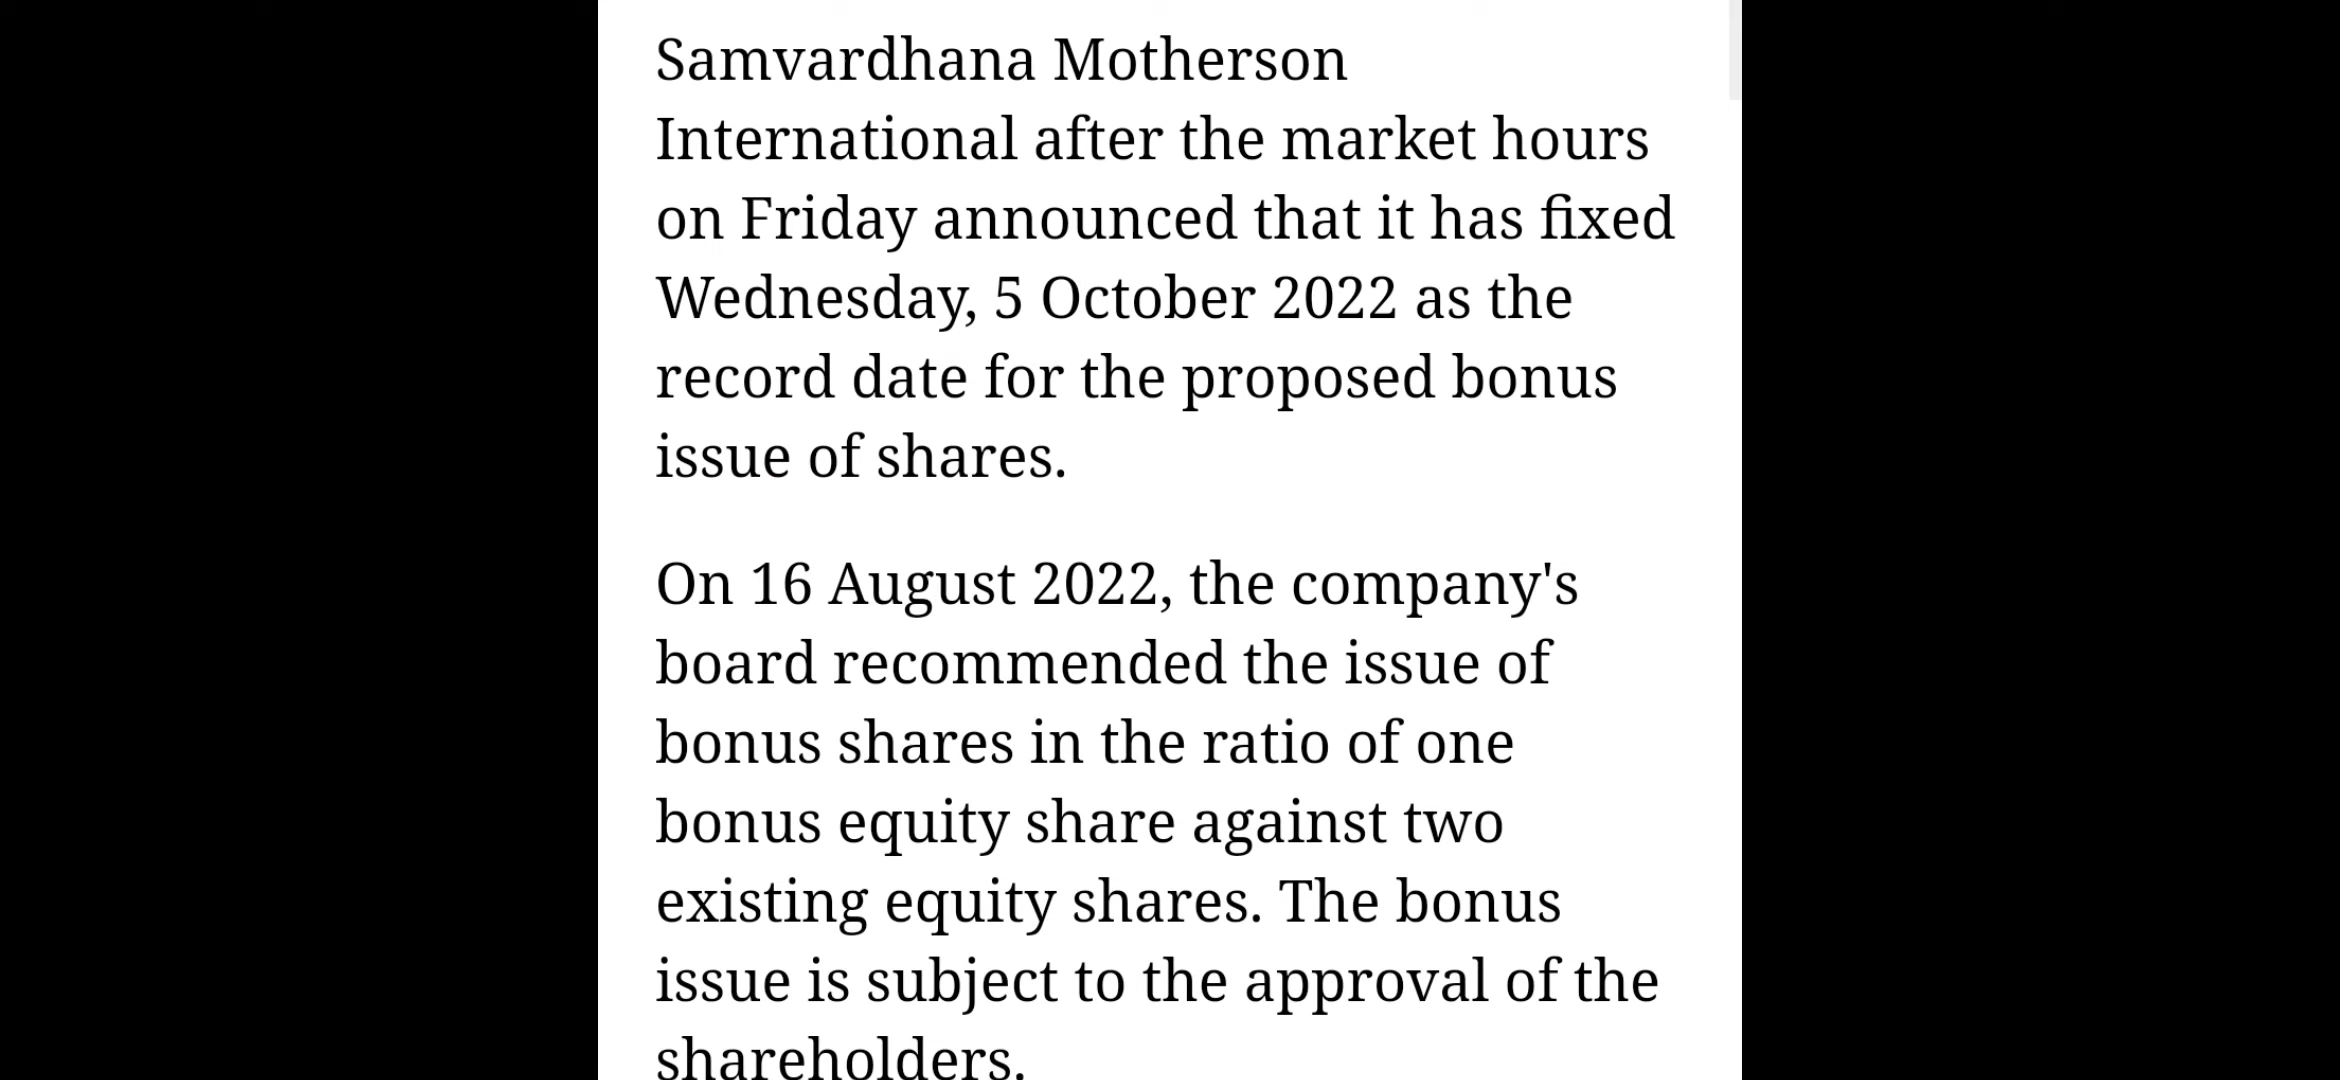 Samvardhana Motherson
International after the market hours
on Friday announced that it has fixed
Wednesday, 5 October 2022 as the
record date for the proposed bonus
issue of shares.
On 16 August 2022, the company's
board recommended the issue of
bonus shares in the ratio of one
bonus equity share against two
existing equity shares. The bonus
issue is subject to the approval of the
shareholders.